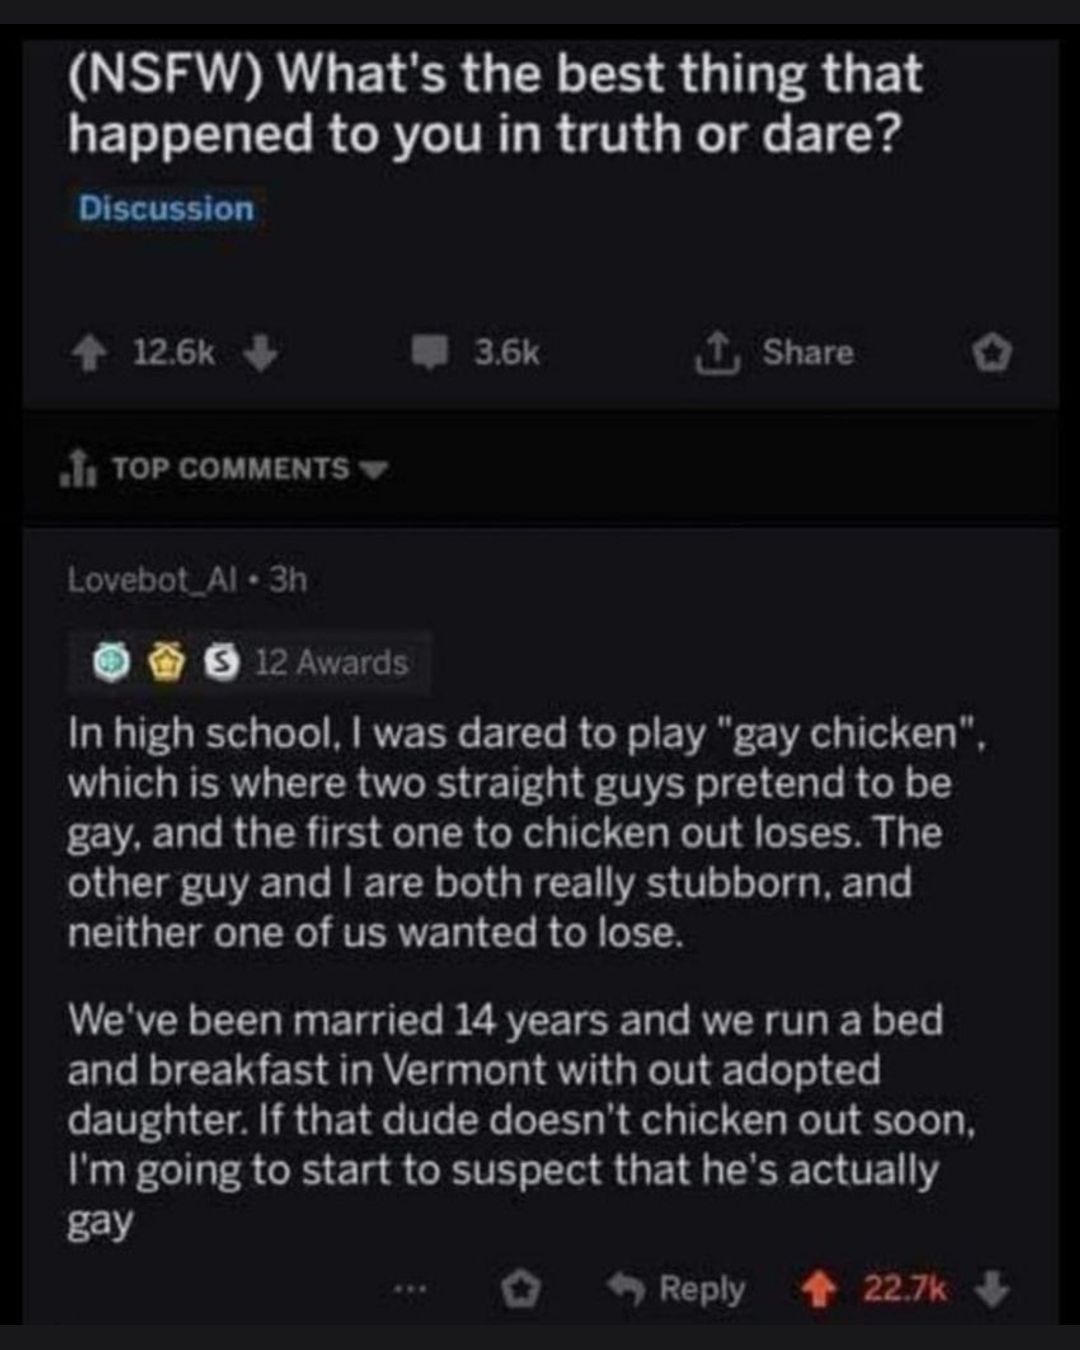 (NSFW) What's the best thing that
happened to you in truth or dare?
Discussion
12.6k
3.6k
Share
TOP COMMENTS
Lovebot_AI • 3h
S 12 Awards
In high school, I was dared to play "gay chicken",
which is where two straight guys pretend to be
gay, and the first one to chicken out loses. The
other guy and I are both really stubborn, and
neither one of us wanted to lose.
We've been married 14 years and we run a bed
and breakfast in Vermont with out adopted
daughter. If that dude doesn't chicken out soon,
I'm going to start to suspect that he's actually
gay
... Reply 22.7k